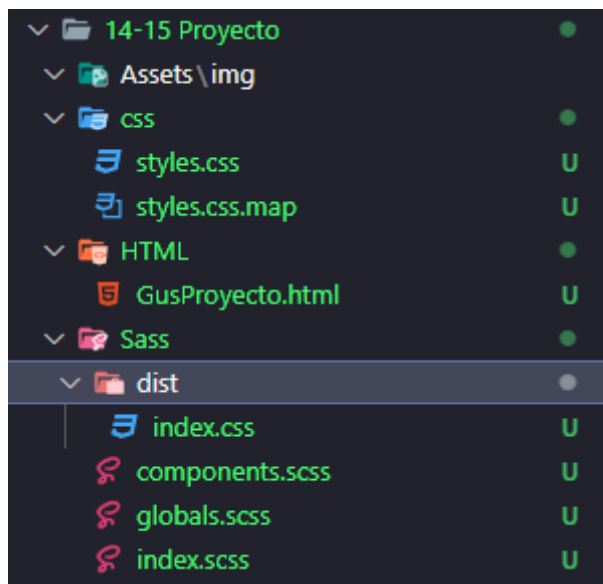 14-15 Proyecto
Assets\img
css
styles.css U
styles.css.map U
HTML
GusProyecto.html U
Sass
dist
index.css U
components.scss U
globals.scss U
index.scss U